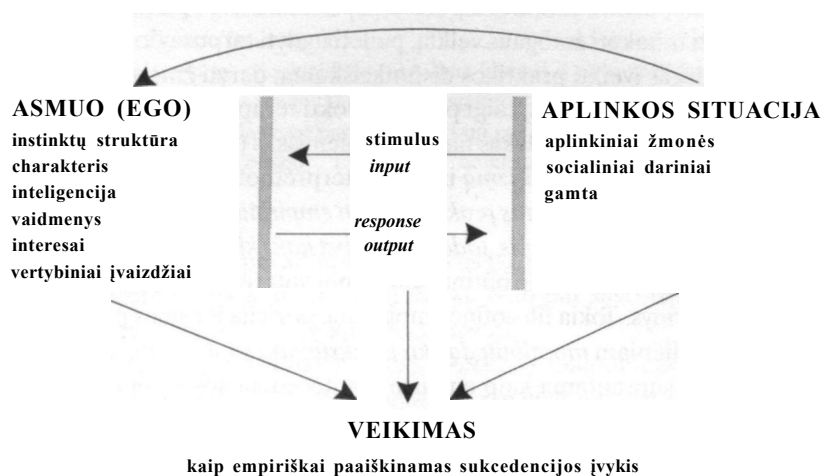 ASMUO (EGO)
instinktų struktūra
charakteris
inteligencija
vaidmenys
interesai
vertybiniai įvaizdžiai
stimulus
input
response
output
APLINKOS SITUACIJA
aplinkiniai žmonės
socialiniai dariniai
gamta
VEIKIMAS
kaip empiriškai paaiškinamas sukcedencijos įvykis